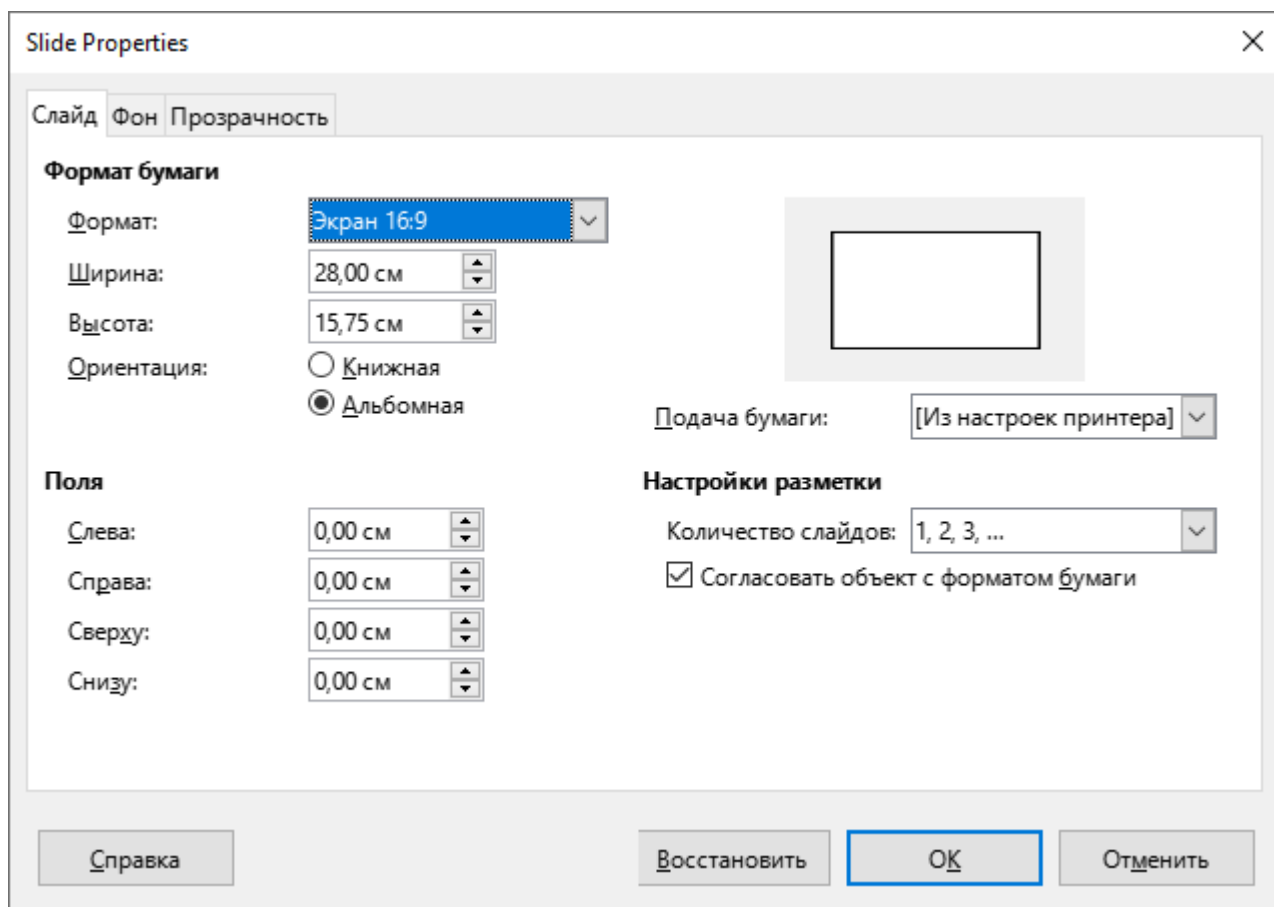 Slide Properties
Слайд Фон Прозрачность
Формат бумаги
Формат: Экран 16:9
Ширина: 28,00 см
Высота: 15,75 см
Ориентация: Книжная
Альбомная
Подача бумаги: [Из настроек принтера]
Поля
Слева: 0,00 см
Справа: 0,00 см
Сверху: 0,00 см
Снизу: 0,00 см
Настройки разметки
Количество слайдов: 1, 2, 3, ...
Согласовать объект с форматом бумаги
Справка Восстановить OK Отменить